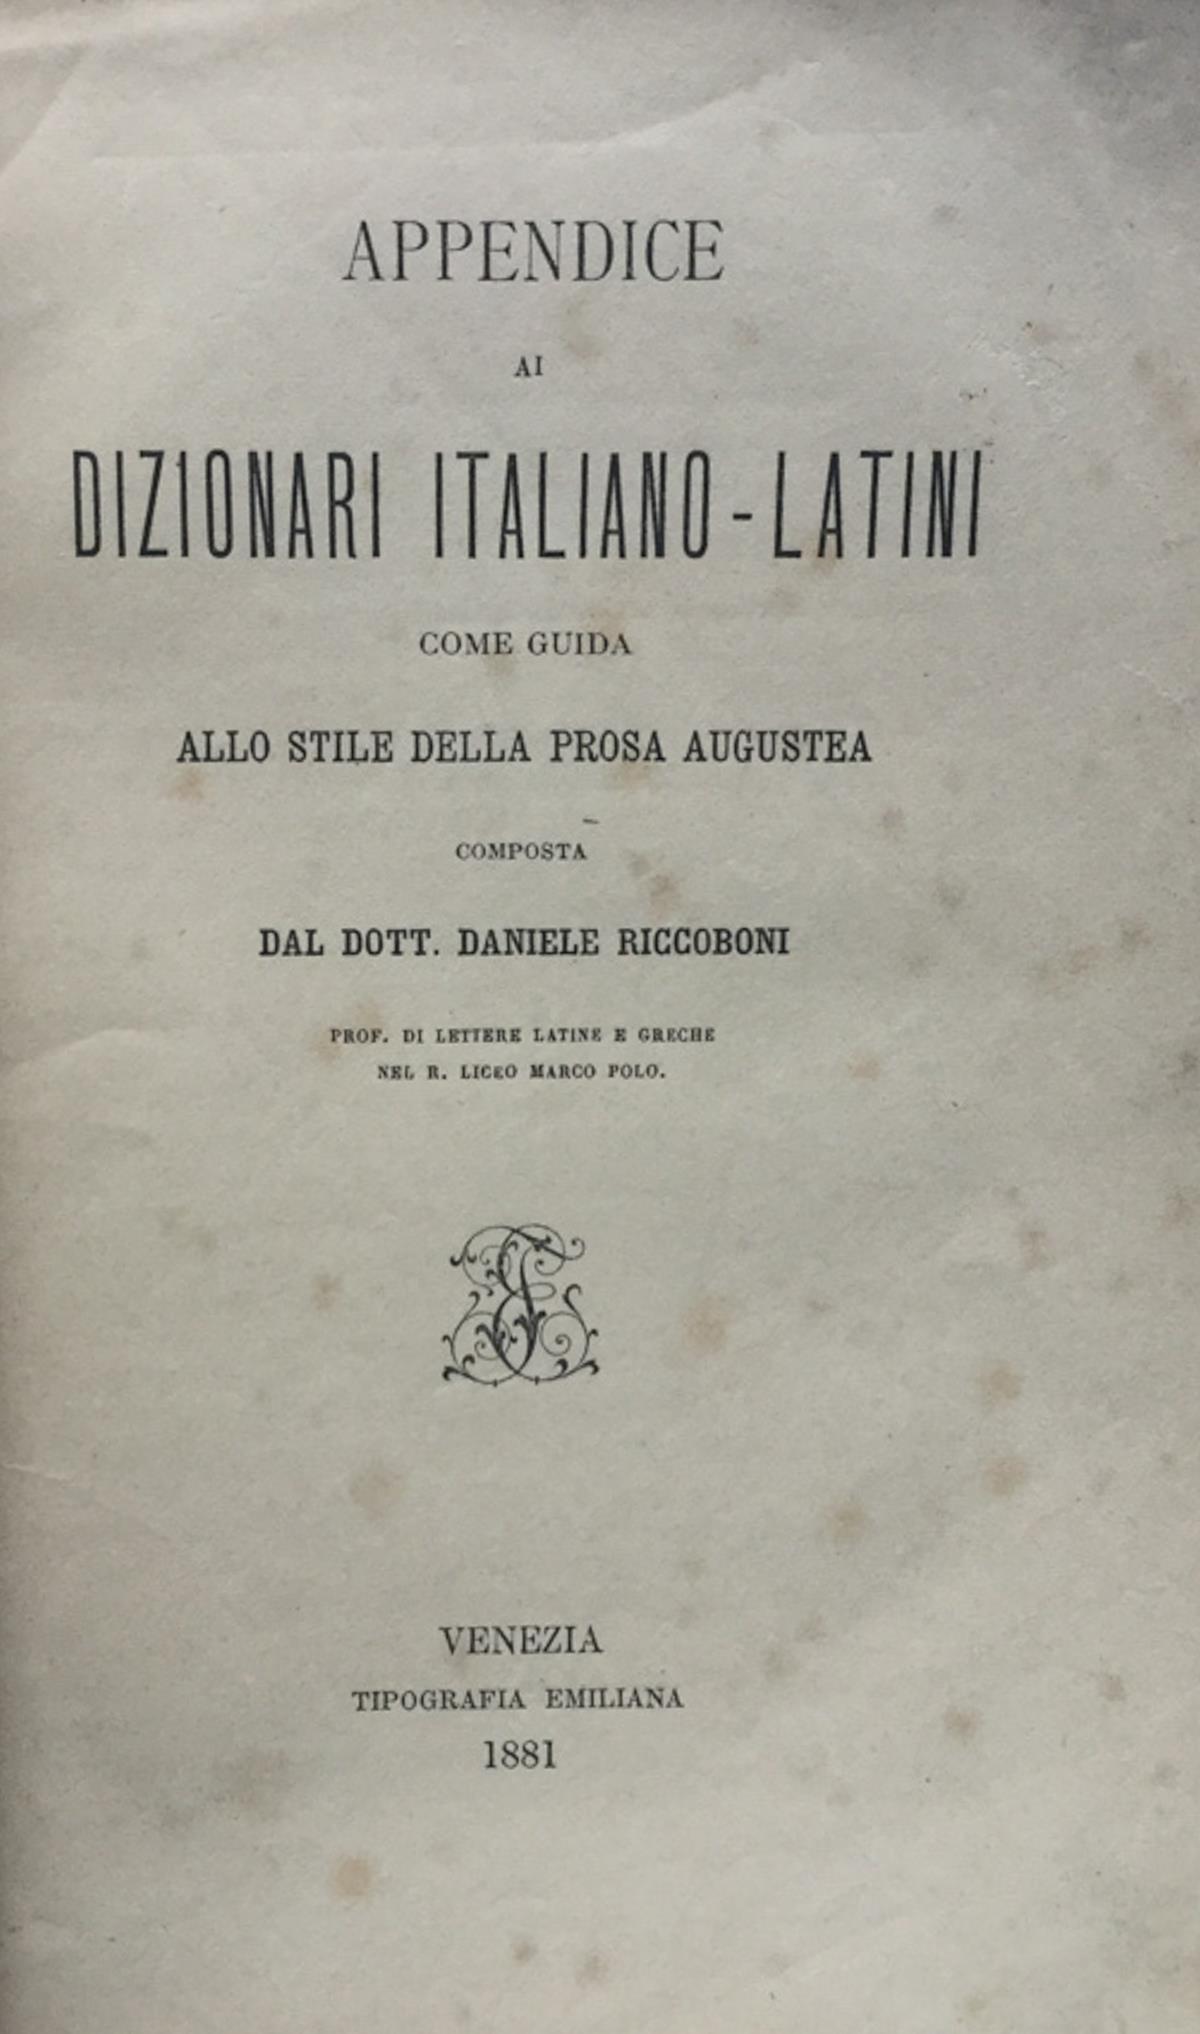 APPENDICE
AI
DIZIONARI ITALIANO-LATINI
COME GUIDA
ALLO STILE DELLA PROSA AUGUSTEA
COMPOSTA
DAL DOTT. DANIELE RICCOBONI
PROF. DI LETTERE LATINE E GRECHE
NEL R. LICEO MARCO POLO.
VENEZIA
TIPOGRAFIA EMILIANA
1881